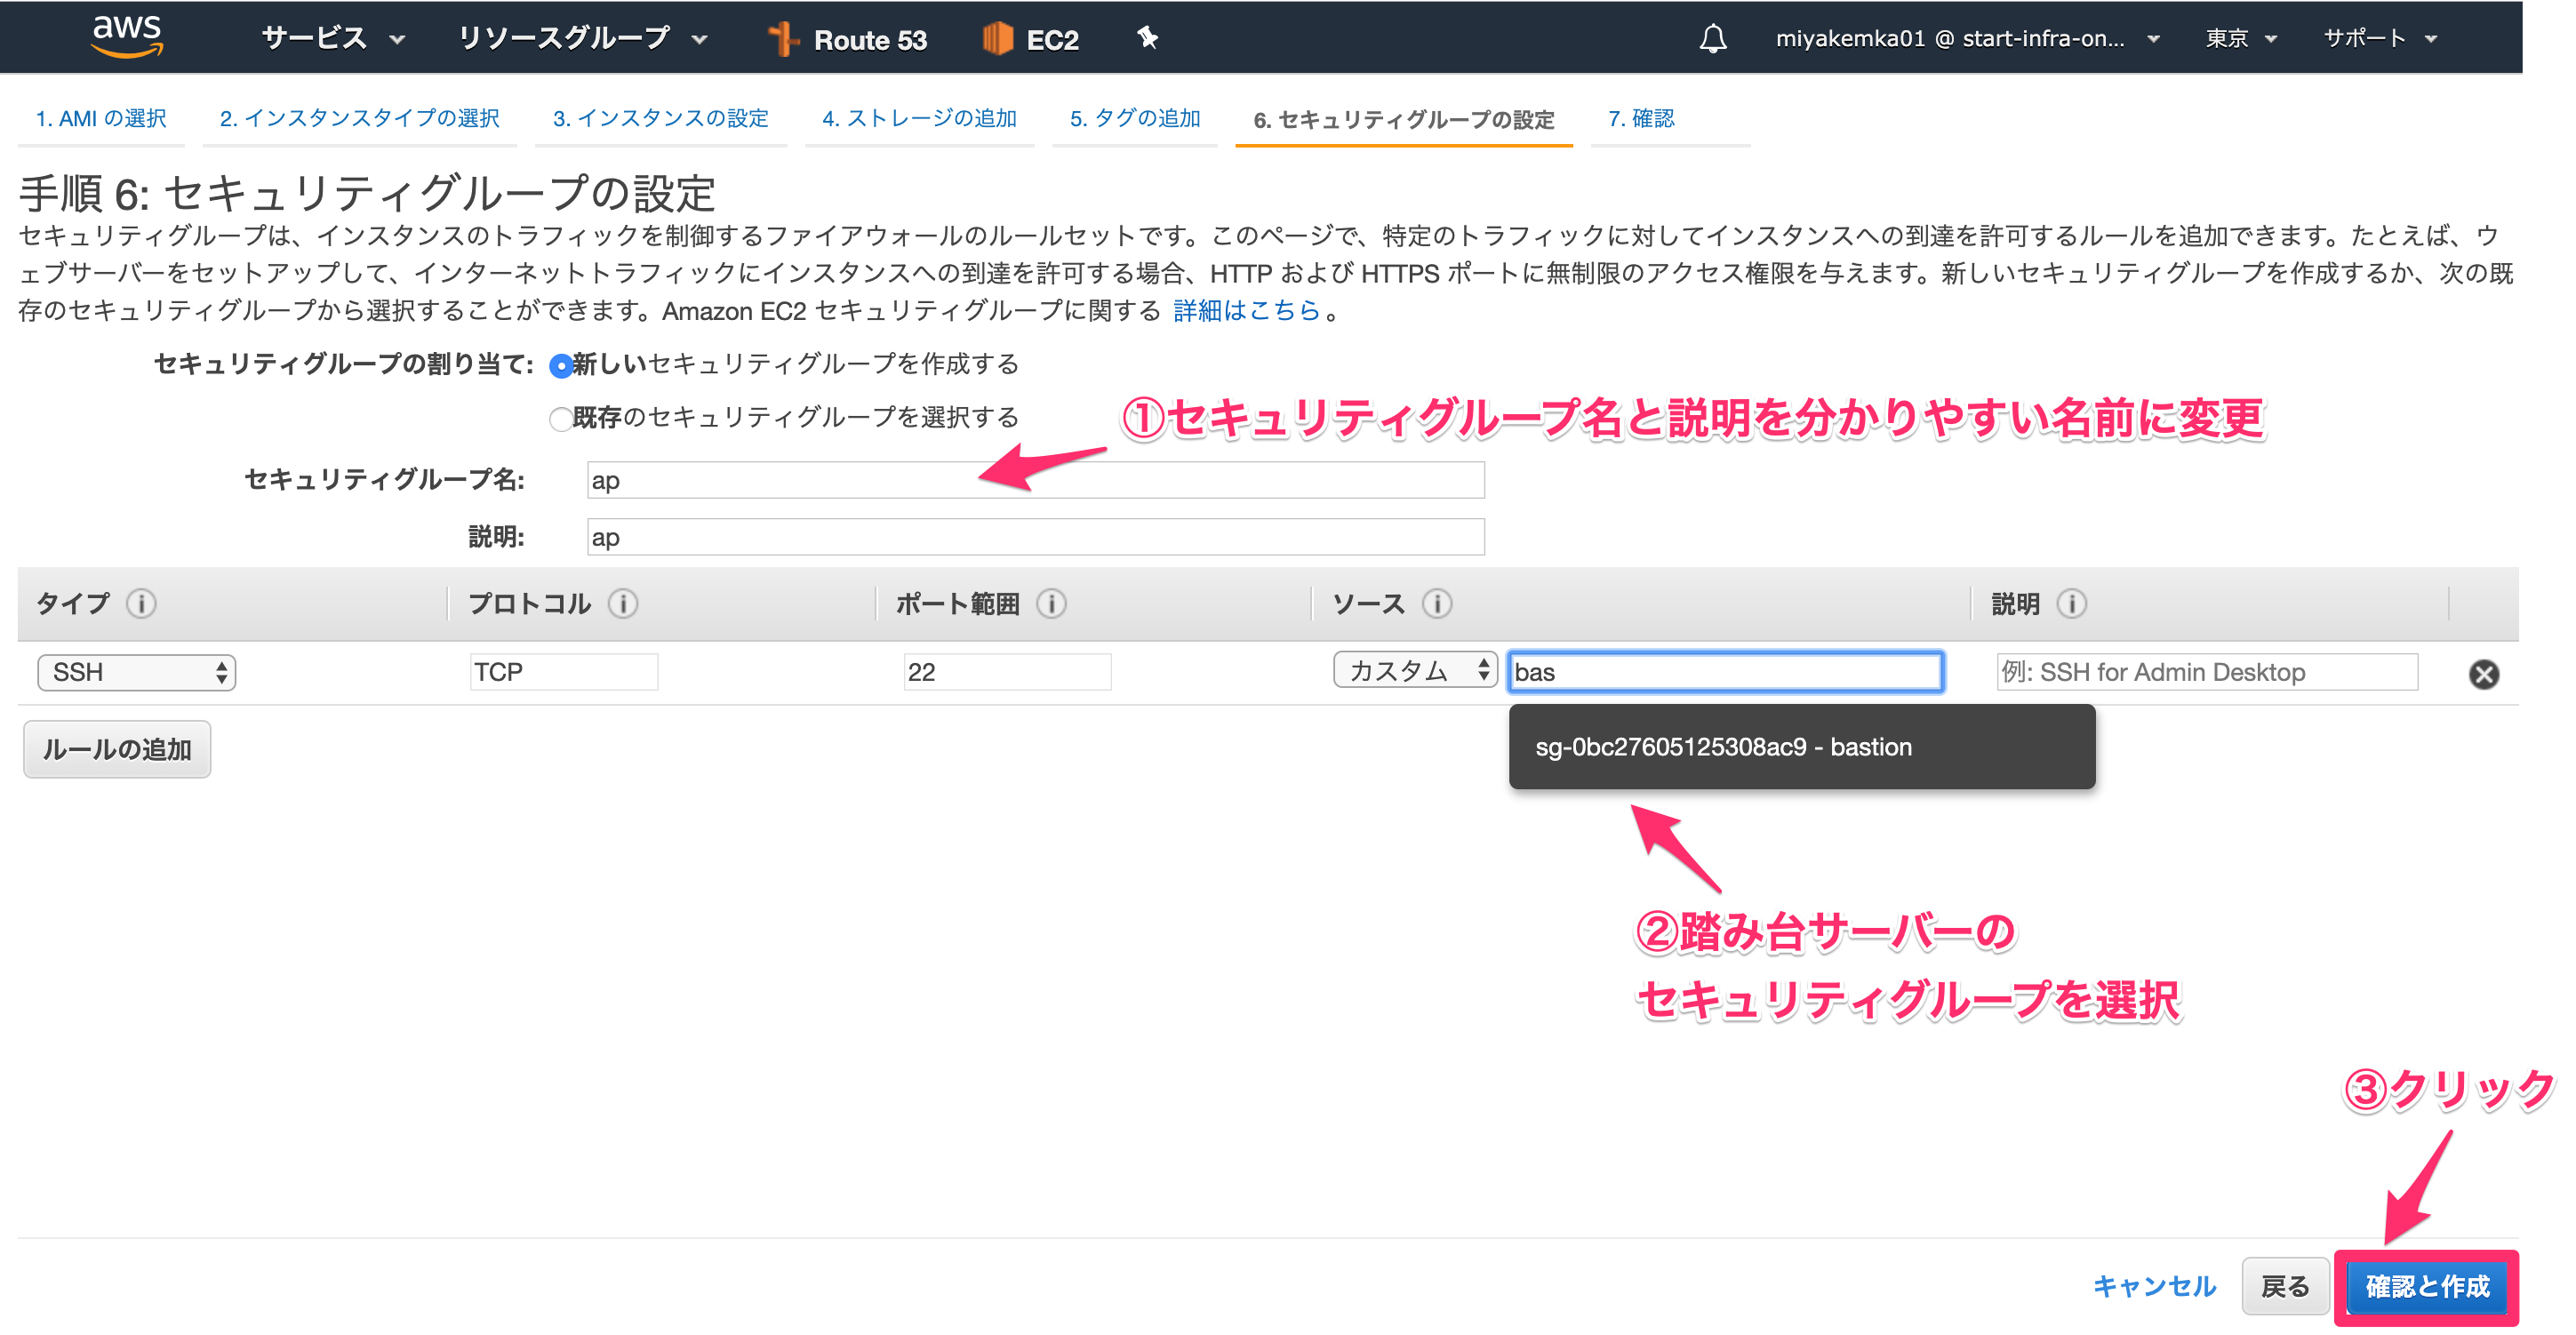 aws サービス リソースグループ Route 53 EC2 miyakemka01 @ start-infra-on... 東京 サポート
1. AMI の選択 2. インスタンスタイプの選択 3. インスタンスの設定 4. ストレージの追加 5. タグの追加 6. セキュリティグループの設定 7. 確認
手順 6: セキュリティグループの設定
セキュリティグループは、インスタンスのトラフィックを制御するファイアウォールのルールセットです。このページで、特定のトラフィックに対してインスタンスへの到達を許可するルールを追加できます。たとえば、ウ
ェブサーバーをセットアップして、インターネットトラフィックにインスタンスへの到達を許可する場合、HTTP および HTTPS ポートに無制限のアクセス権限を与えます。新しいセキュリティグループを作成するか、次の既
存のセキュリティグループから選択することができます。Amazon EC2 セキュリティグループに関する 詳細はこちら 。
セキュリティグループの割り当て: 新しいセキュリティグループを作成する
既存のセキュリティグループを選択する
①セキュリティグループ名と説明を分かりやすい名前に変更
セキュリティグループ名: ap
説明: ap
タイプ i プロトコル i ポート範囲 i ソース i 説明 i
SSH TCP 22 カスタム bas 例: SSH for Admin Desktop
ルールの追加
sg-0bc27605125308ac9 - bastion
②踏み台サーバーの
セキュリティグループを選択
③クリック
キャンセル 戻る 確認と作成